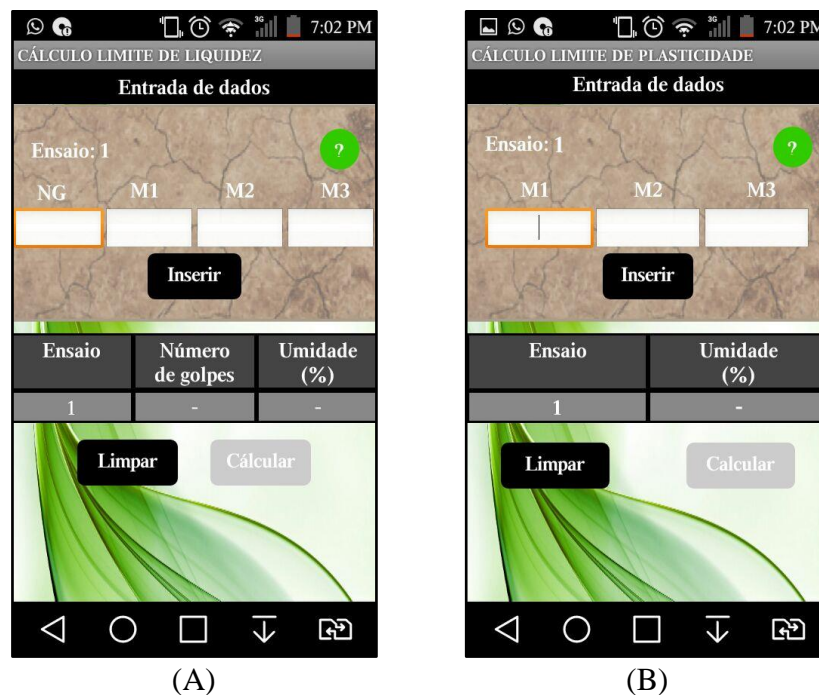 3G 7:02 PM
CÁLCULO LIMITE DE LIQUIDEZ
Entrada de dados
Ensaio: 1
?
NG M1 M2 M3
Inserir
Ensaio Número de golpes Umidade (%)
1 - -
Limpar Cálcular
(A)
3G 7:02 PM
CÁLCULO LIMITE DE PLASTICIDADE
Entrada de dados
Ensaio: 1
?
M1 M2 M3
Inserir
Ensaio Umidade (%)
1 -
Limpar Calcular
(B)